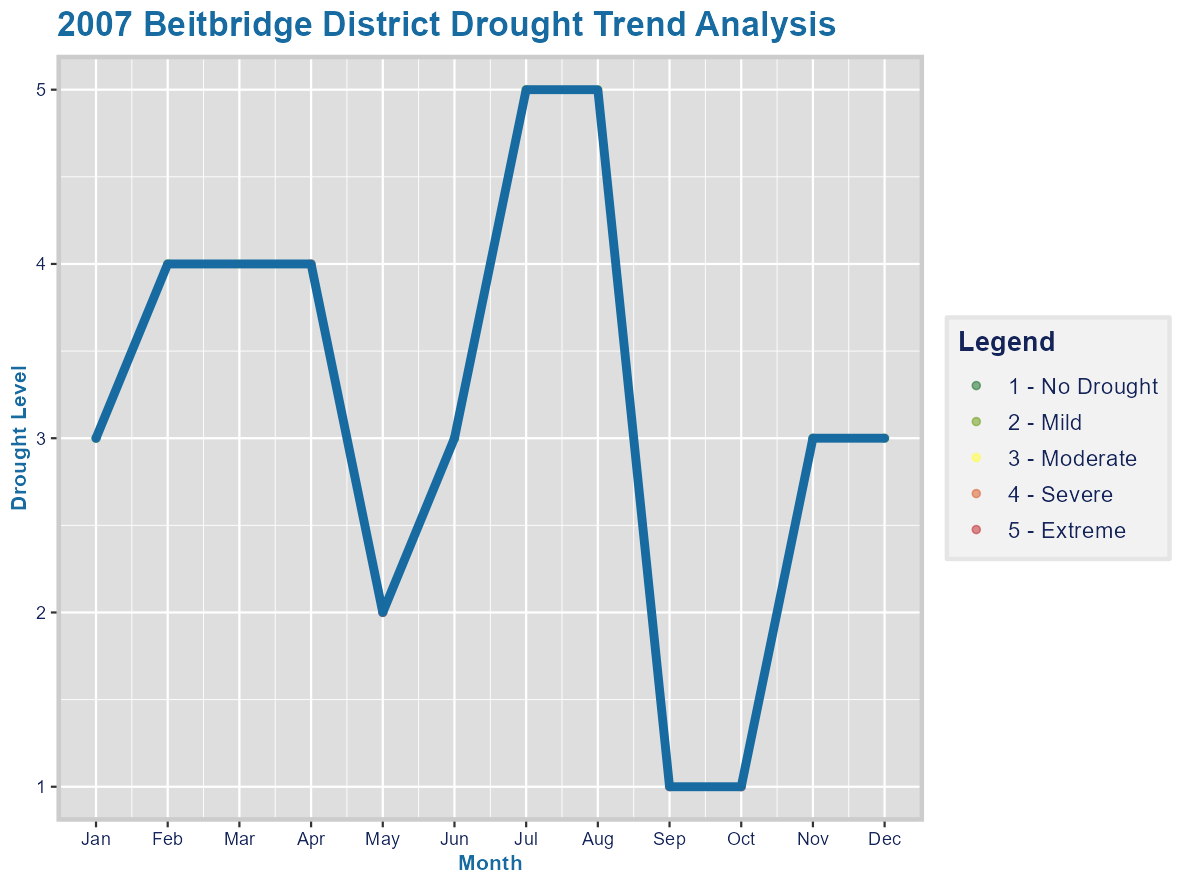 2007 Beitbridge District Drought Trend Analysis
5
4
3
2
1
Drought Level
Jan Feb Mar Apr May Jun Jul Aug Sep Oct Nov Dec
Month
Legend
1 - No Drought
2 - Mild
3 - Moderate
4 - Severe
5 - Extreme